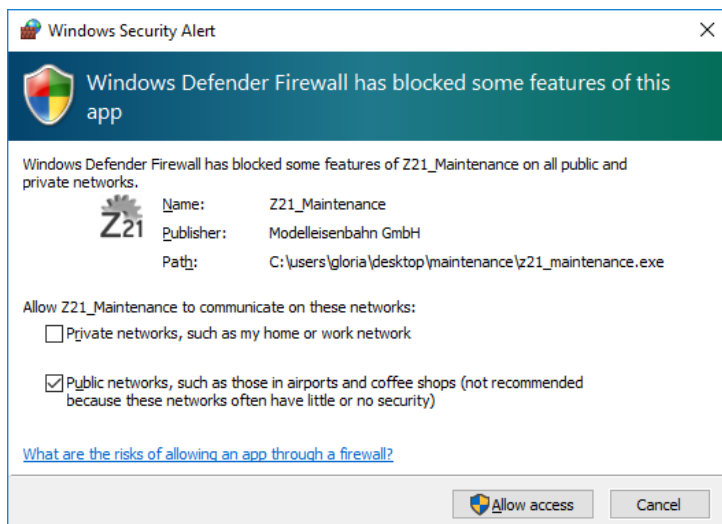 Windows Security Alert
Windows Defender Firewall has blocked some features of this
app
Windows Defender Firewall has blocked some features of Z21_Maintenance on all public and
private networks.
Z21
Name: Z21_Maintenance
Publisher: Modelleisenbahn GmbH
Path: C:\users\gloria\desktop\maintenance\z21_maintenance.exe
Allow Z21_Maintenance to communicate on these networks:
Private networks, such as my home or work network
Public networks, such as those in airports and coffee shops (not recommended
because these networks often have little or no security)
What are the risks of allowing an app through a firewall?
Allow access Cancel